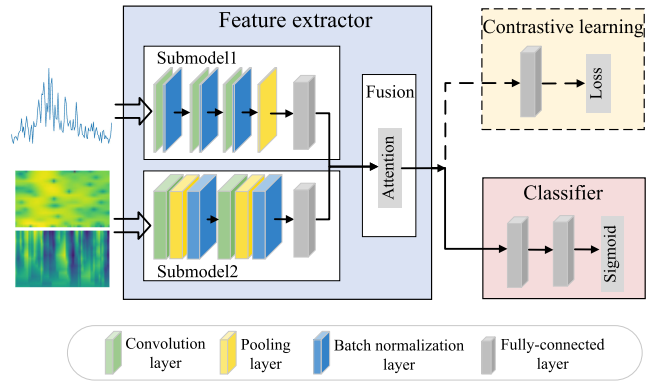 Feature extractor
Contrastive learning
Submodel1
Fusion
Loss
Attention
Classifier
Submodel2
Sigmoid
Convolution
layer
Pooling
layer
Batch normalization
layer
Fully-connected
layer